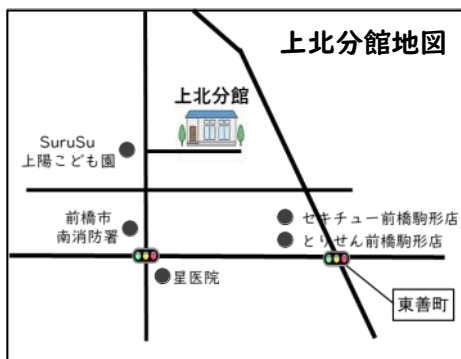 上北分館地図
上北分館
SuruSu
上陽こども園
前橋市
南消防署
セキチュー前橋駒形店
とりせん前橋駒形店
星医院
東善町